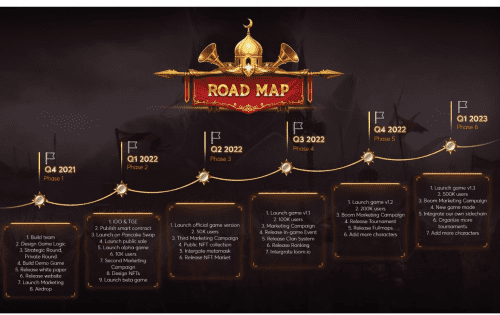 ROAD MAP
Q4 2021
Phase 1
1. Build team
2. Design Game Logic
3. Strategic Round,
Private Round
4. Build Demo Game
5. Release white paper
6. Release website
7. Launch Marketing
8. Airdrop
Q1 2022
Phase 2
1. IDO & TGE
2. Publish smart contract
3. Launch on Pancake Swap
4. Launch public sale
5. Launch alpha game
6. 10K users
7. Second Marketing
Campaign
8. Design NFTs
9. Launch beta game
Q2 2022
Phase 3
1. Launch official game version
2. 50K users
3. Third Marketing Campaign
4. Public NFT collection
5. Intergate metamask
6. Release NFT Market
Q3 2022
Phase 4
1. Launch game v1.1
2. 100K users
3. Marketing Campaign
4. Release in-game Event
5. Release Clan System
6. Release Ranking
7. Intergrate loom.io
Q4 2022
Phase 5
1. Launch game v1.2
2. 200K users
3. Boom Marketing Campaign
4. Release Tournament
5. Release Fullmaps
6. Add more characters
Q1 2023
Phase 6
1. Launch game v1.3
2. 500K users
3. Boom Marketing Campaign
4. New game mode
5. Integrate our own sidechain
6. Organize more
tournaments
7. Add more characters